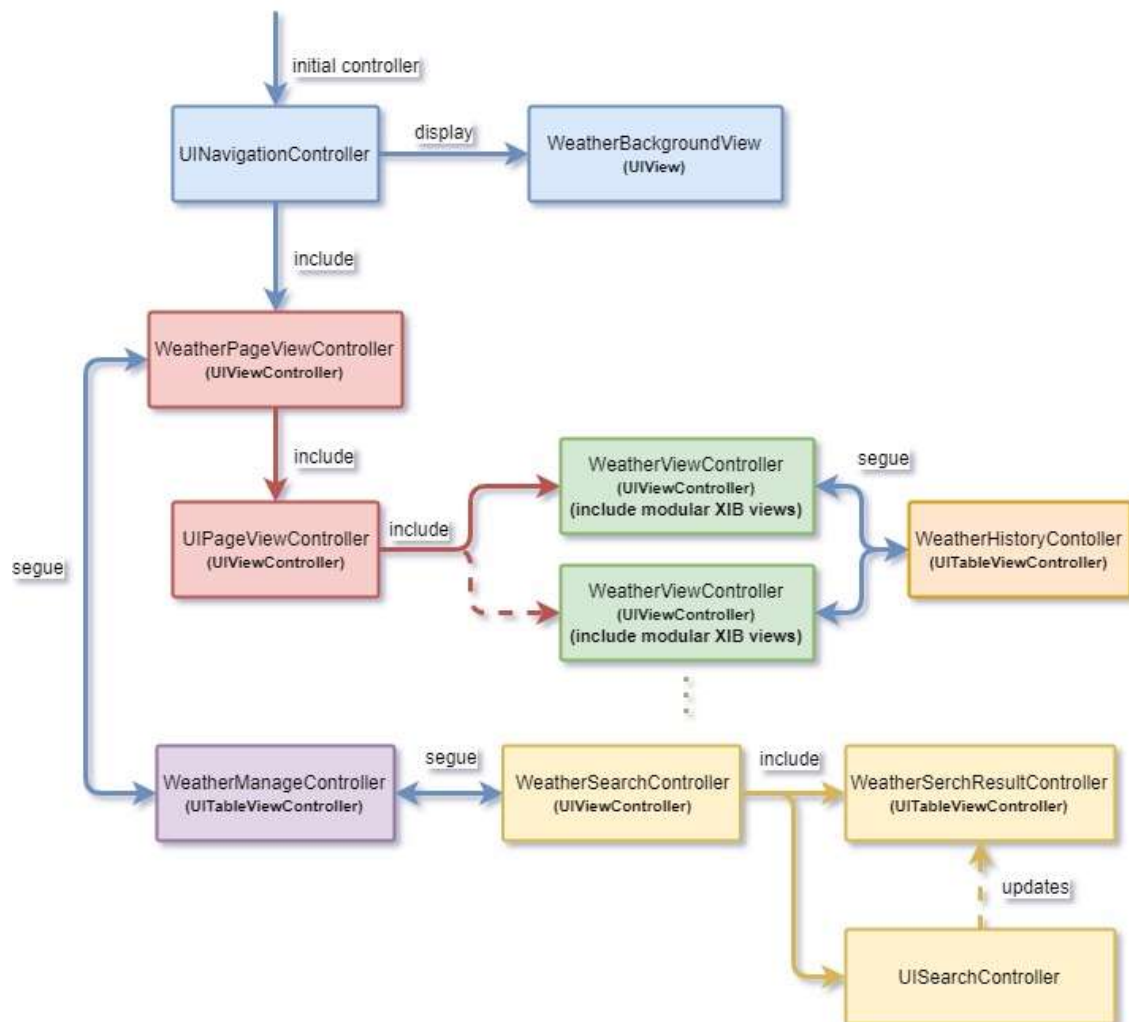 initial controller
UINavigationController
display
WeatherBackgroundView
(UIView)
include
WeatherPageViewController
(UIViewController)
include
UIPageViewController
(UIViewController)
include
WeatherViewController
(UIViewController)
(include modular XIB views)
segue
WeatherHistoryContoller
(UITableViewController)
WeatherViewController
(UIViewController)
(include modular XIB views)
segue
WeatherManageController
(UITableViewController)
segue
WeatherSearchController
(UIViewController)
include
WeatherSerchResultController
(UITableViewController)
updates
UISearchController